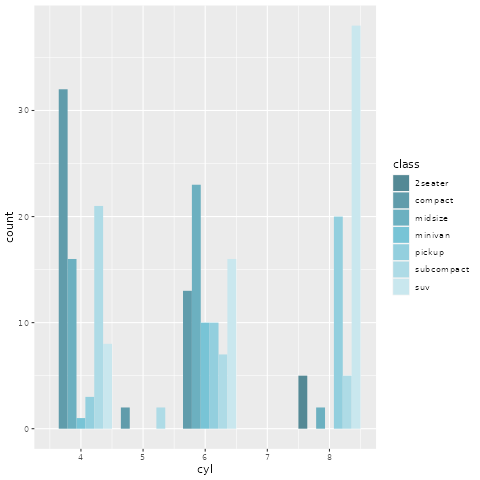 count
30
20
10
0
4
5
6
7
8
cyl
class
2seater
compact
midsize
minivan
pickup
subcompact
suv